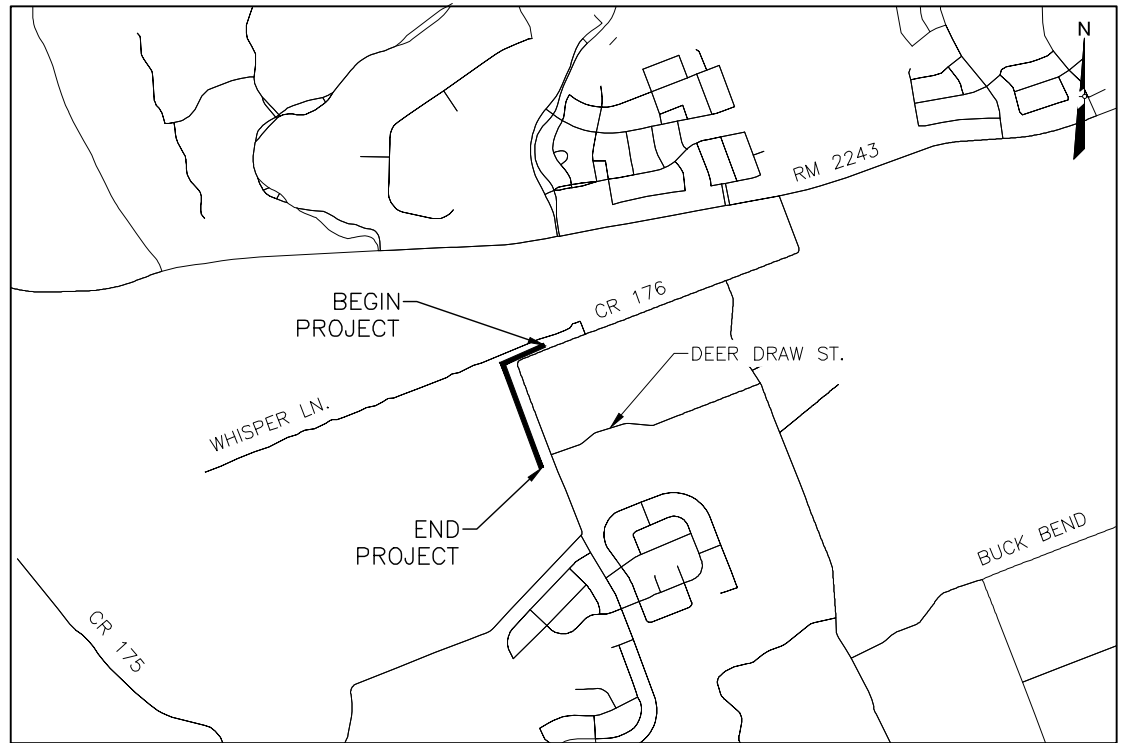 N
RM 2243
CR 176
BEGIN
PROJECT
DEER DRAW ST.
WHISPER LN.
END
PROJECT
BUCK BEND
CR 175